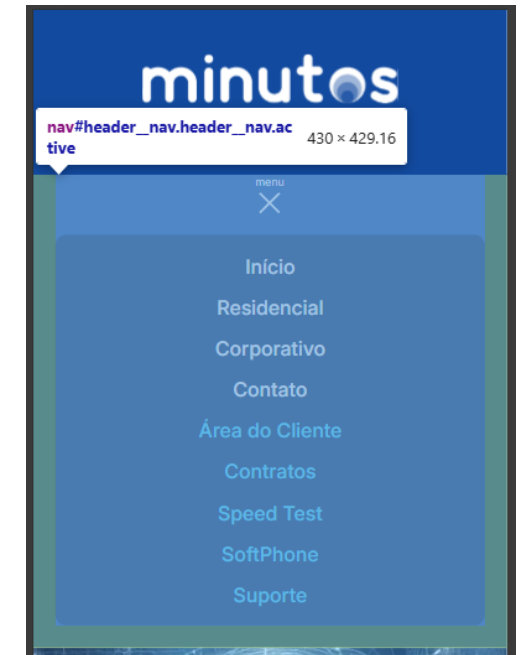 minutos
nav#header__nav.header__nav.ac
tive
430 × 429.16
menu
Início
Residencial
Corporativo
Contato
Área do Cliente
Contratos
Speed Test
SoftPhone
Suporte